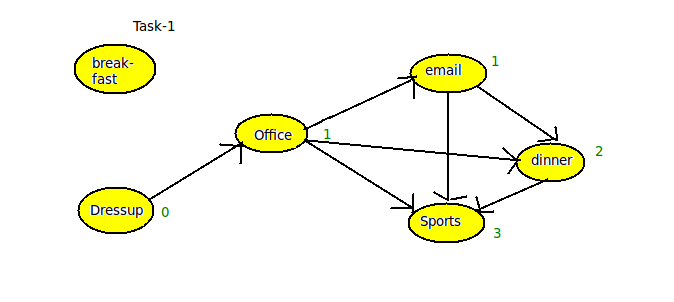 Task-1
break-
fast
email
1
Office
1
dinner
2
Dressup
0
Sports
3